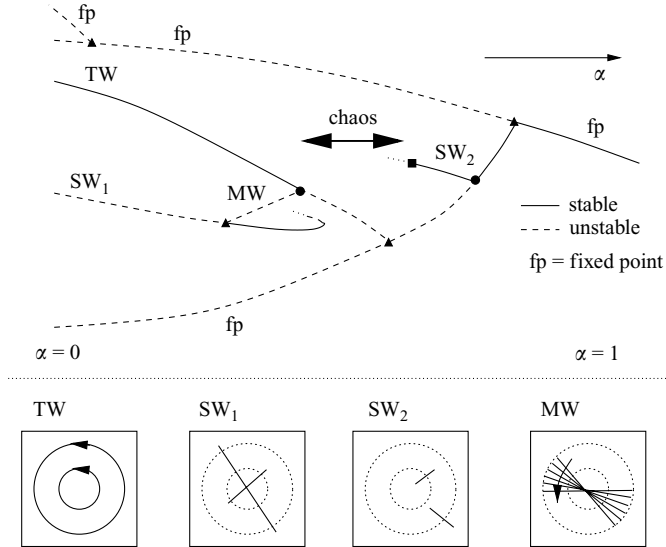 fp
fp
TW
α
chaos
fp
SW2
SW1
MW
stable
unstable
fp = fixed point
fp
α = 0
α = 1
TW
SW1
SW2
MW